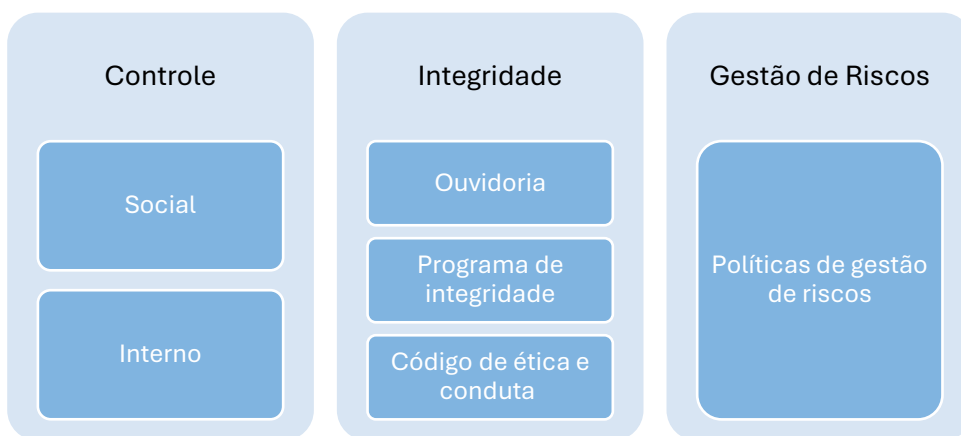 Controle
Social
Interno
Integridade
Ouvidoria
Programa de
integridade
Código de ética e
conduta
Gestão de Riscos
Políticas de gestão
de riscos